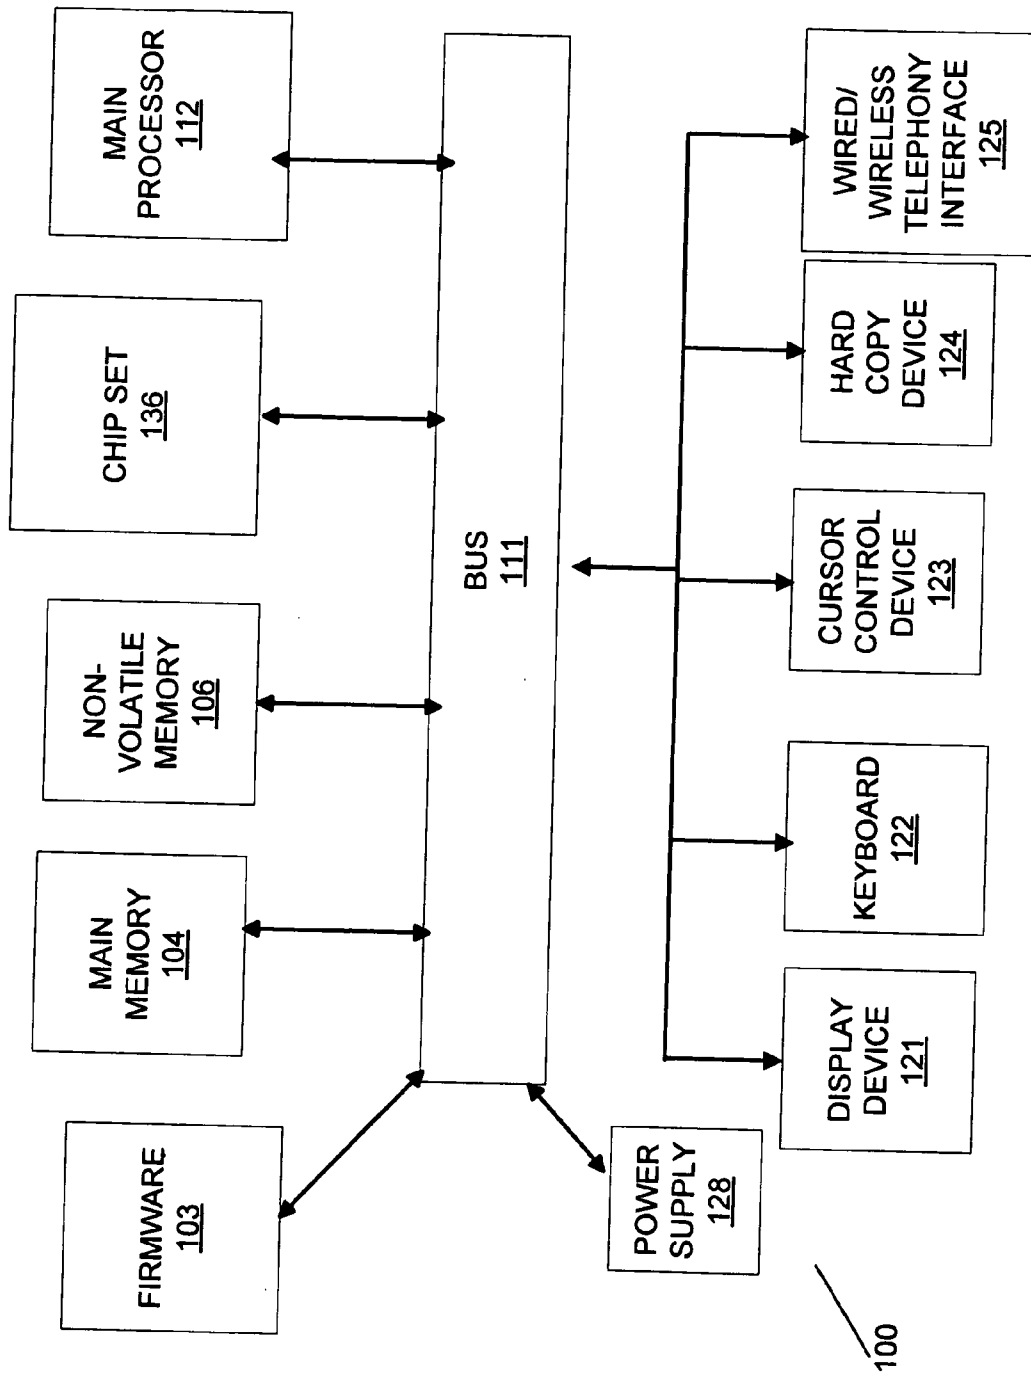 FIRMWARE
103
MAIN
MEMORY
104
NON-
VOLATILE
MEMORY
106
CHIP SET
136
MAIN
PROCESSOR
112
BUS
111
POWER
SUPPLY
128
DISPLAY
DEVICE
121
KEYBOARD
122
CURSOR
CONTROL
DEVICE
123
HARD
COPY
DEVICE
124
WIRED/
WIRELESS
TELEPHONY
INTERFACE
125
100